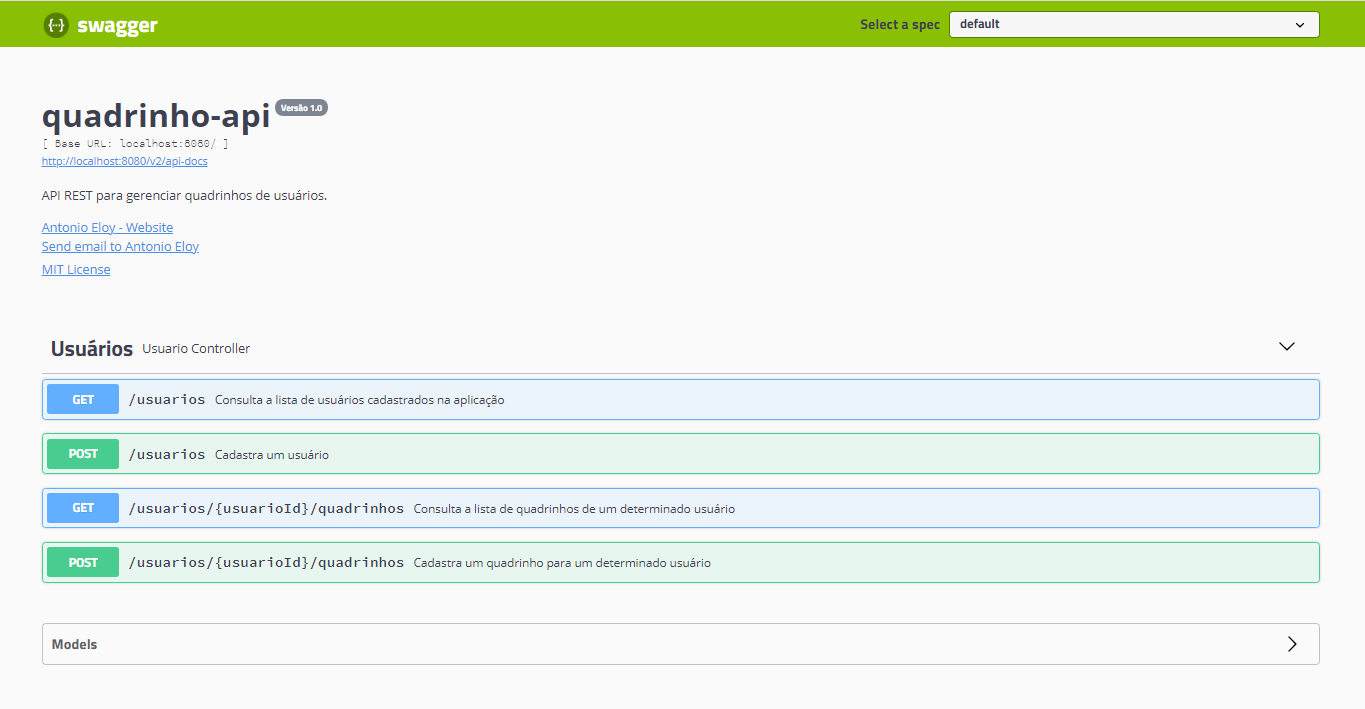 {...} swagger Select a spec default
quadrinho-api Versão 1.0
[ Base URL: localhost:8080/ ]
http://localhost:8080/v2/api-docs
API REST para gerenciar quadrinhos de usuários.
Antonio Eloy - Website
Send email to Antonio Eloy
MIT License
Usuários Usuario Controller
GET /usuarios Consulta a lista de usuários cadastrados na aplicação
POST /usuarios Cadastra um usuário
GET /usuarios/{usuarioId}/quadrinhos Consulta a lista de quadrinhos de um determinado usuário
POST /usuarios/{usuarioId}/quadrinhos Cadastra um quadrinho para um determinado usuário
Models